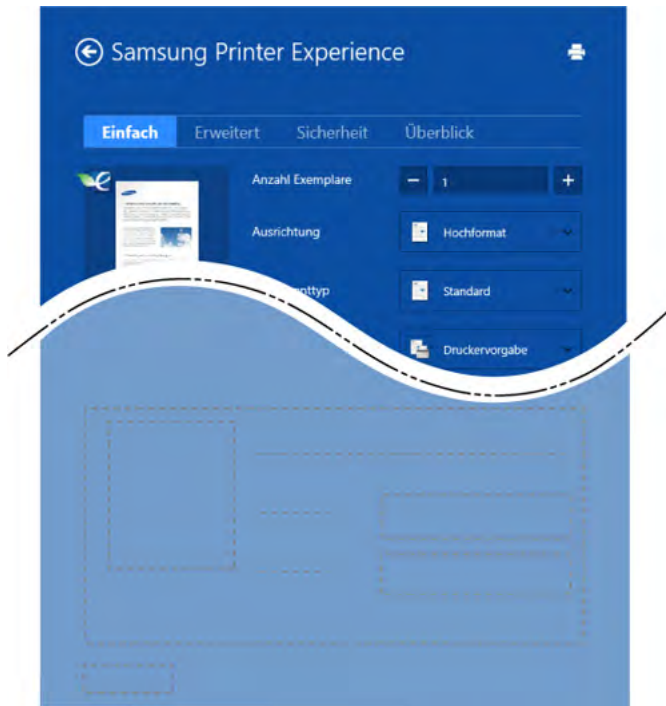 Samsung Printer Experience
Einfach Erweitert Sicherheit Überblick
Anzahl Exemplare 1
Ausrichtung Hochformat
Standard
Druckervorgabe